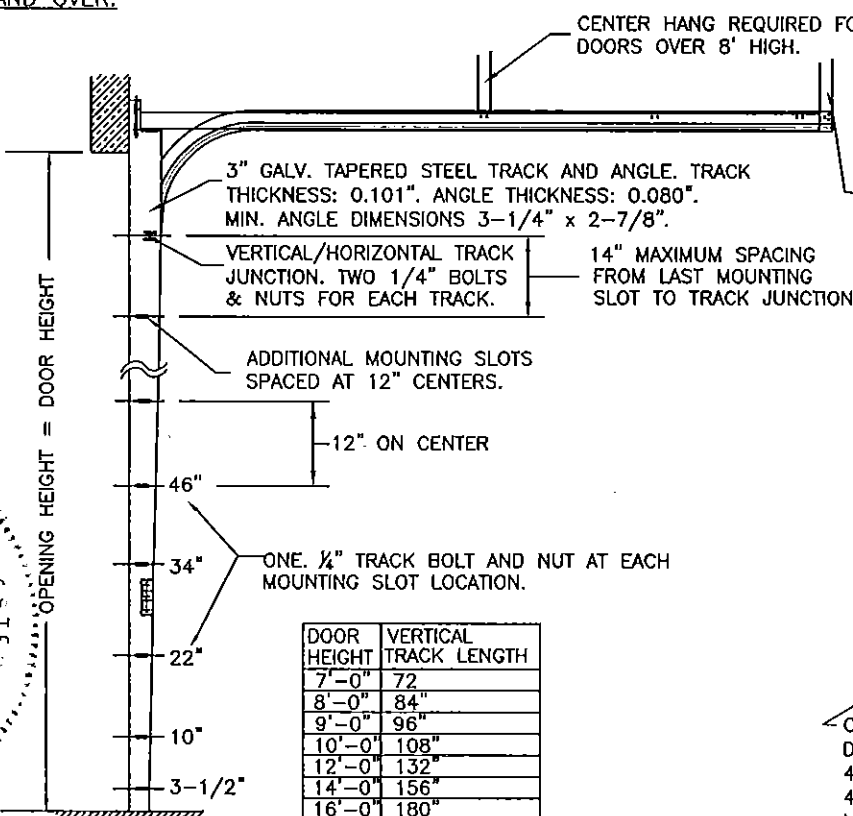 AND OVER.
CENTER HANG REQUIRED FO
DOORS OVER 8' HIGH.
3" GALV. TAPERED STEEL TRACK AND ANGLE. TRACK
THICKNESS: 0.101". ANGLE THICKNESS: 0.080".
MIN. ANGLE DIMENSIONS 3-1/4" x 2-7/8".
VERTICAL/HORIZONTAL TRACK
JUNCTION. TWO 1/4" BOLTS
& NUTS FOR EACH TRACK.
14" MAXIMUM SPACING
FROM LAST MOUNTING
SLOT TO TRACK JUNCTION
ADDITIONAL MOUNTING SLOTS
SPACED AT 12" CENTERS.
OPENING HEIGHT = DOOR HEIGHT
12" ON CENTER
46"
34"
ONE. ¼" TRACK BOLT AND NUT AT EACH
MOUNTING SLOT LOCATION.
22"
10"
3-1/2"
DOOR HEIGHT VERTICAL TRACK LENGTH
7'-0" 72
8'-0" 84"
9'-0" 96"
10'-0" 108"
12'-0" 132"
14'-0" 156"
16'-0" 180"
D
4
4